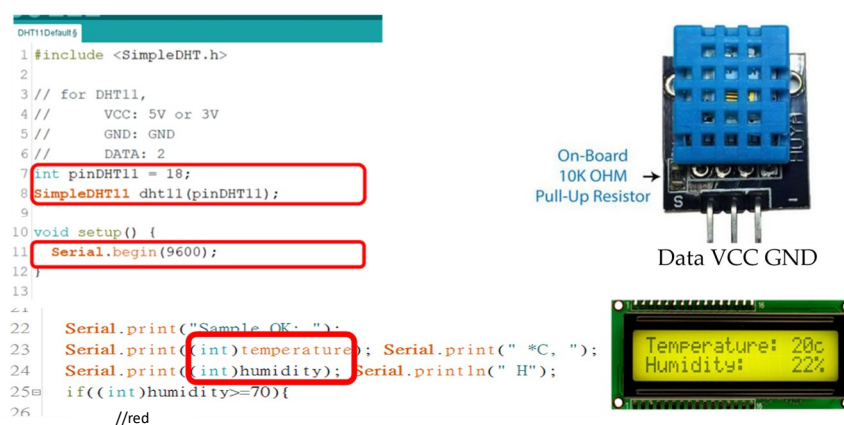 DHT11Default §
1 #include <SimpleDHT.h>
2
3 // for DHT11,
4 //      VCC: 5V or 3V
5 //      GND: GND
6 //      DATA: 2
7 int pinDHT11 = 18;
8 SimpleDHT11 dht11(pinDHT11);
9
10 void setup() {
11   Serial.begin(9600);
12 }
13
22   Serial.print("Sample OK: ");
23   Serial.print((int)temperature); Serial.print(" *C, ");
24   Serial.print((int)humidity); Serial.println(" H");
25   if((int)humidity>=70){
26
//red
On-Board
10K OHM
Pull-Up Resistor
S
Data VCC GND
1
16
Temperature: 20c
Humidity: 22%